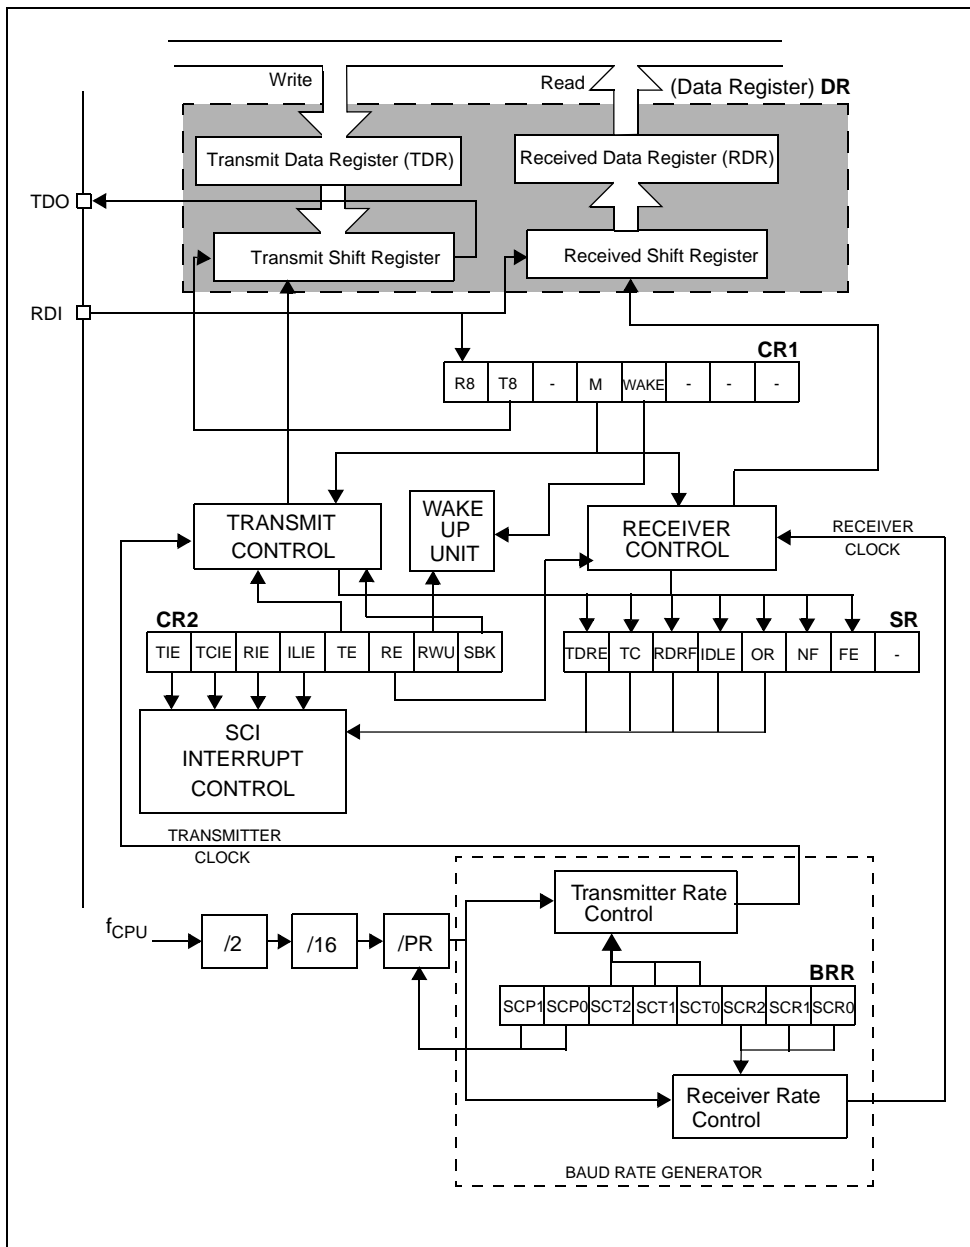 Write
Read
(Data Register) DR
Transmit Data Register (TDR)
Received Data Register (RDR)
TDO
Transmit Shift Register
Received Shift Register
RDI
CR1
R8 T8 - M WAKE - - -
TRANSMIT
CONTROL
WAKE
UP
UNIT
RECEIVER
CONTROL
RECEIVER
CLOCK
CR2
SR
TIE TCIE RIE ILIE TE RE RWU SBK
TDRE TC RDRF IDLE OR NF FE -
SCI
INTERRUPT
CONTROL
TRANSMITTER
CLOCK
Transmitter Rate
Control
fCPU
/2
/16
/PR
BRR
SCP1 SCP0 SCT2 SCT1 SCT0 SCR2 SCR1 SCR0
Receiver Rate
Control
BAUD RATE GENERATOR